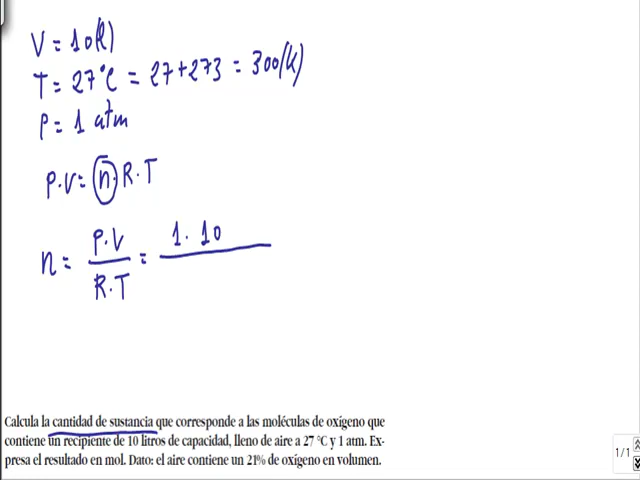 V = 10(l)
T = 27°C = 27+273 = 300(K)
P = 1 atm
P.V = n.R.T
n = P.V / R.T = 1. 10
Calcula la cantidad de sustancia que corresponde a las moléculas de oxígeno que
contiene un recipiente de 10 litros de capacidad, lleno de aire a 27 °C y 1 atm. Ex-
presa el resultado en mol. Dato: el aire contiene un 21% de oxígeno en volumen.
1/1